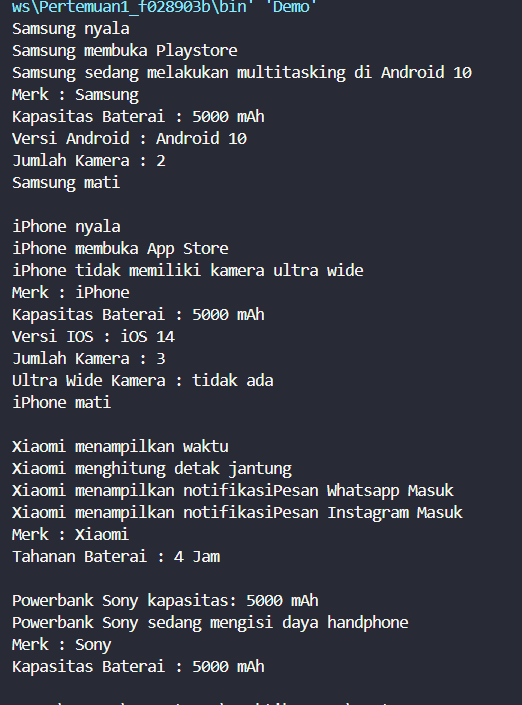 ws\Pertemuan1_f028903b\bin' 'Demo'
Samsung nyala
Samsung membuka Playstore
Samsung sedang melakukan multitasking di Android 10
Merk : Samsung
Kapasitas Baterai : 5000 mAh
Versi Android : Android 10
Jumlah Kamera : 2
Samsung mati
iPhone nyala
iPhone membuka App Store
iPhone tidak memiliki kamera ultra wide
Merk : iPhone
Kapasitas Baterai : 5000 mAh
Versi IOS : iOS 14
Jumlah Kamera : 3
Ultra Wide Kamera : tidak ada
iPhone mati
Xiaomi menampilkan waktu
Xiaomi menghitung detak jantung
Xiaomi menampilkan notifikasiPesan Whatsapp Masuk
Xiaomi menampilkan notifikasiPesan Instagram Masuk
Merk : Xiaomi
Tahanan Baterai : 4 Jam
Powerbank Sony kapasitas: 5000 mAh
Powerbank Sony sedang mengisi daya handphone
Merk : Sony
Kapasitas Baterai : 5000 mAh